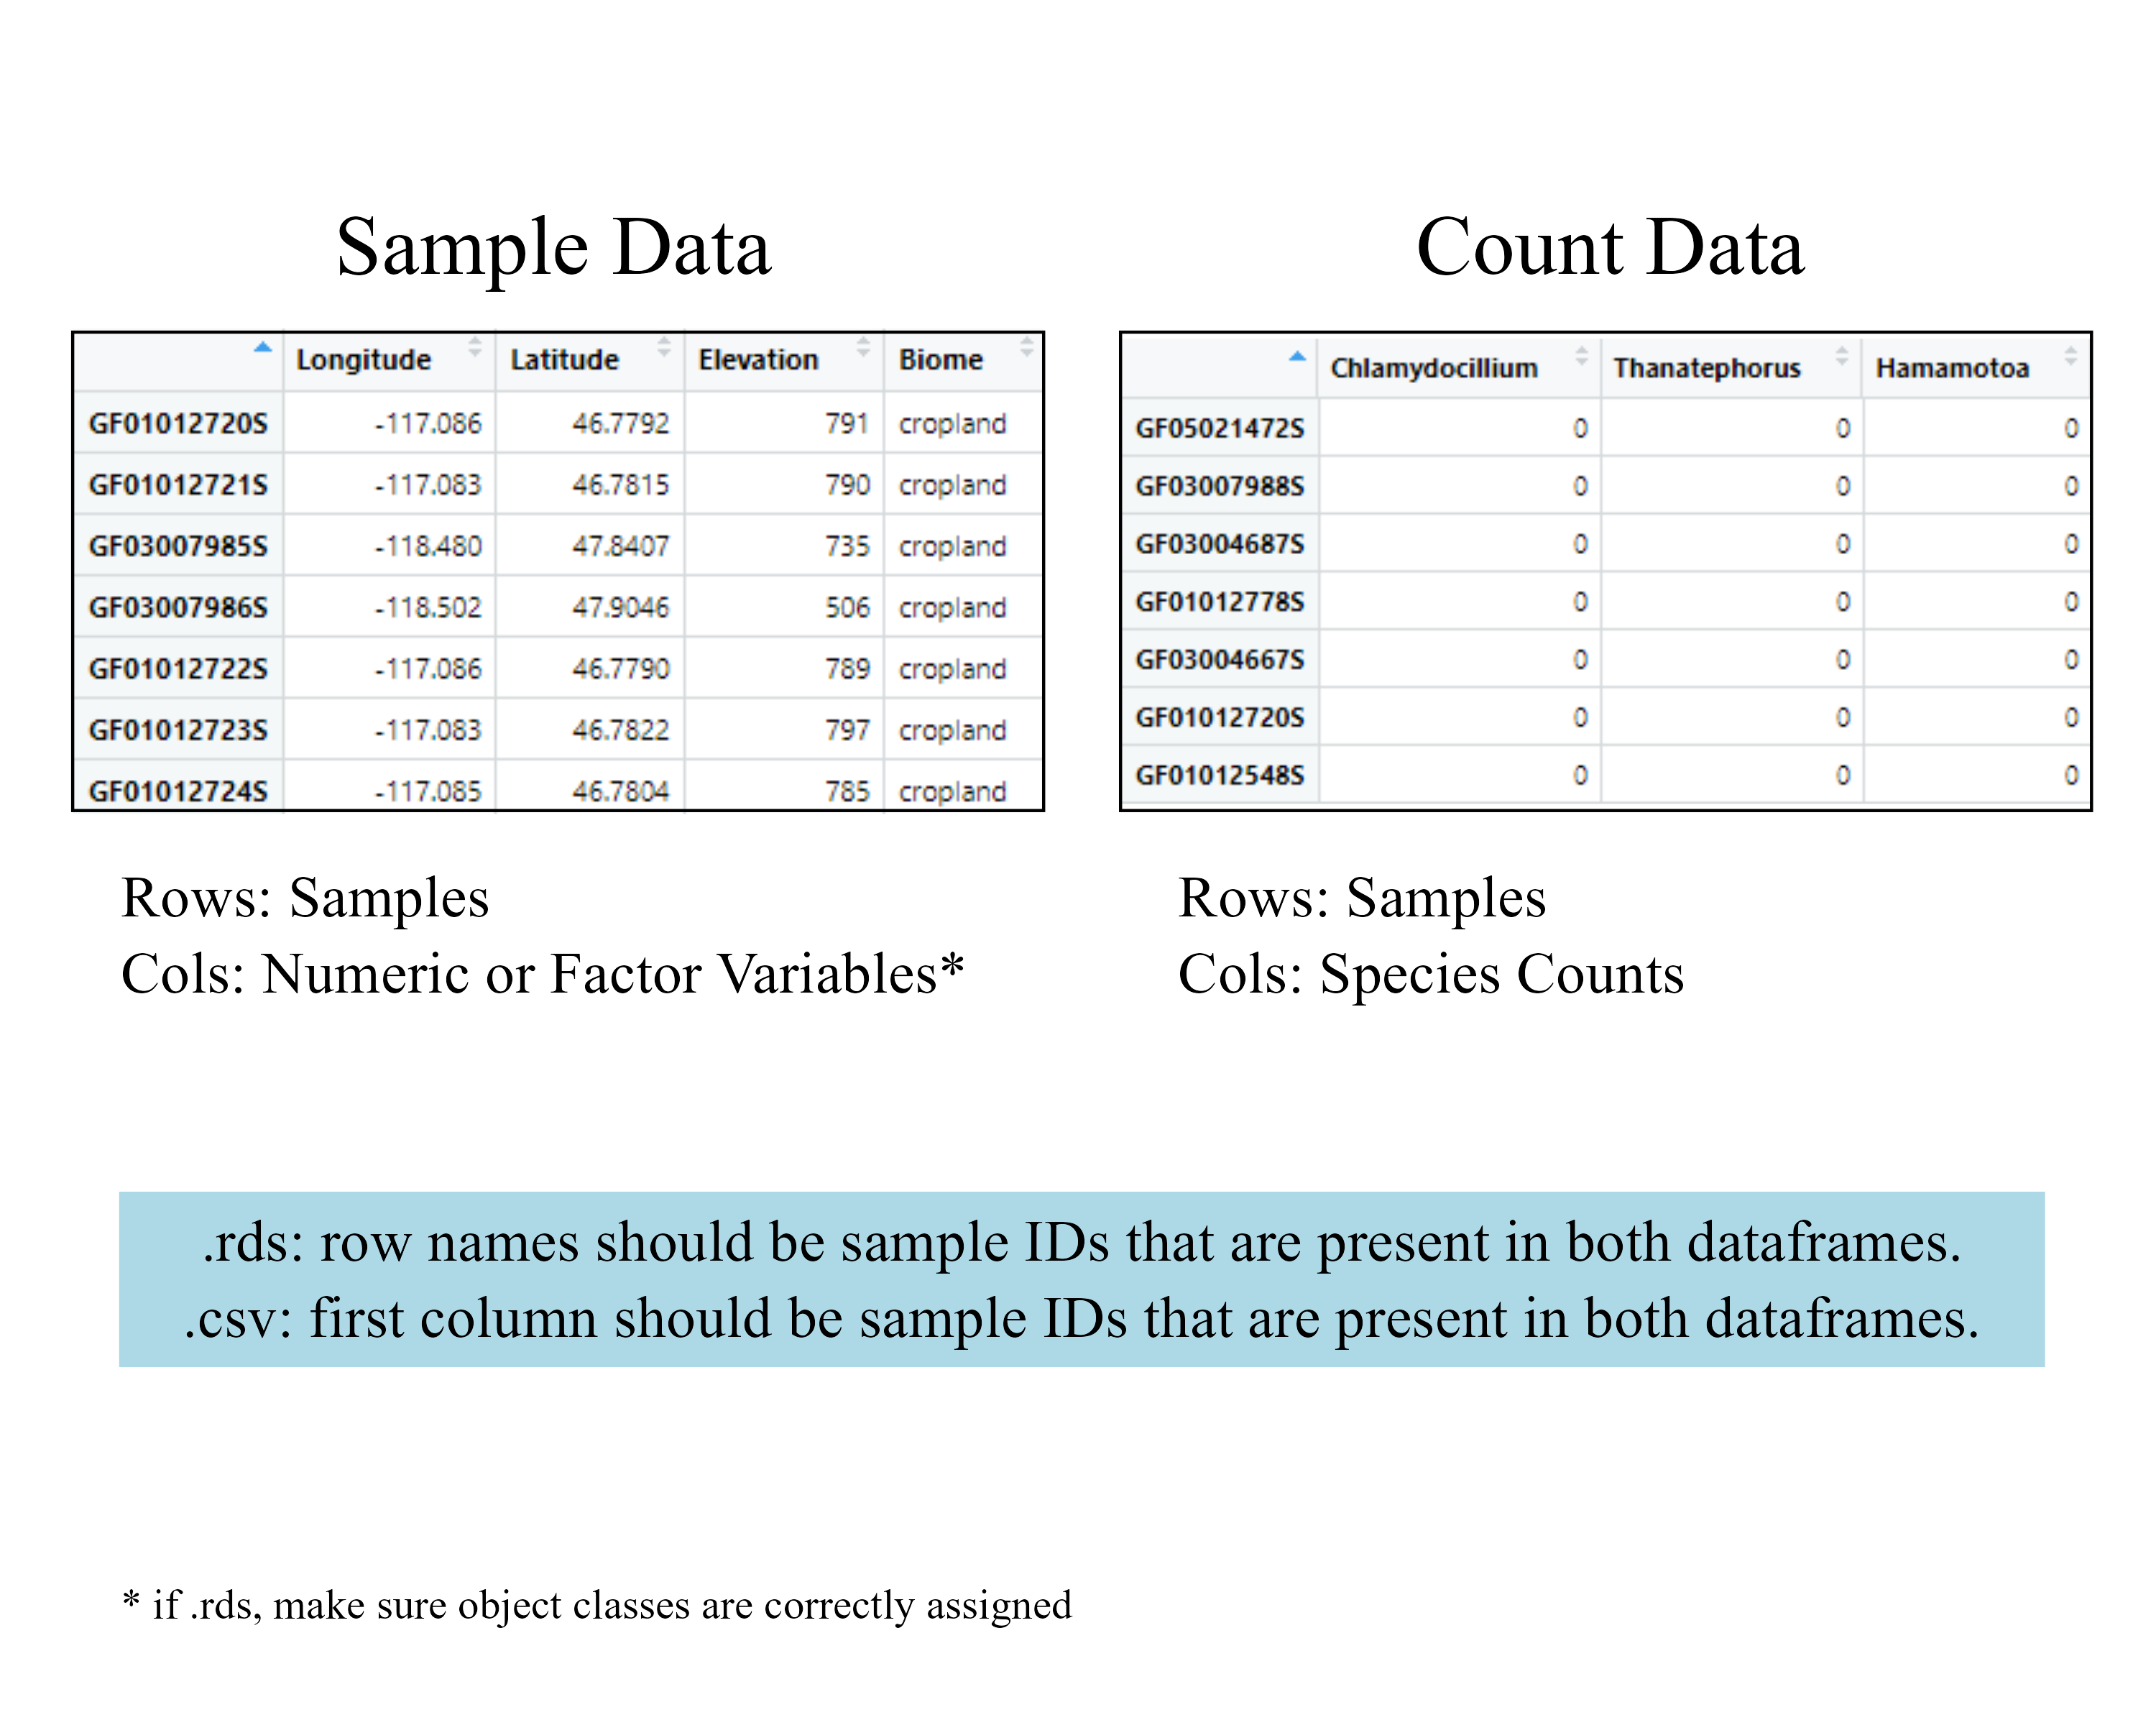 Sample Data
Longitude Latitude Elevation Biome
GF01012720S -117.086 46.7792 791 cropland
GF01012721S -117.083 46.7815 790 cropland
GF03007985S -118.480 47.8407 735 cropland
GF03007986S -118.502 47.9046 506 cropland
GF01012722S -117.086 46.7790 789 cropland
GF01012723S -117.083 46.7822 797 cropland
GF01012724S -117.085 46.7804 785 cropland
Rows: Samples
Cols: Numeric or Factor Variables*
Count Data
Chlamydocillium Thanatephorus Hamamotoa
GF05021472S 0 0 0
GF03007988S 0 0 0
GF03004687S 0 0 0
GF01012778S 0 0 0
GF03004667S 0 0 0
GF01012720S 0 0 0
GF01012548S 0 0 0
Rows: Samples
Cols: Species Counts
.rds: row names should be sample IDs that are present in both dataframes.
.csv: first column should be sample IDs that are present in both dataframes.
* if .rds, make sure object classes are correctly assigned